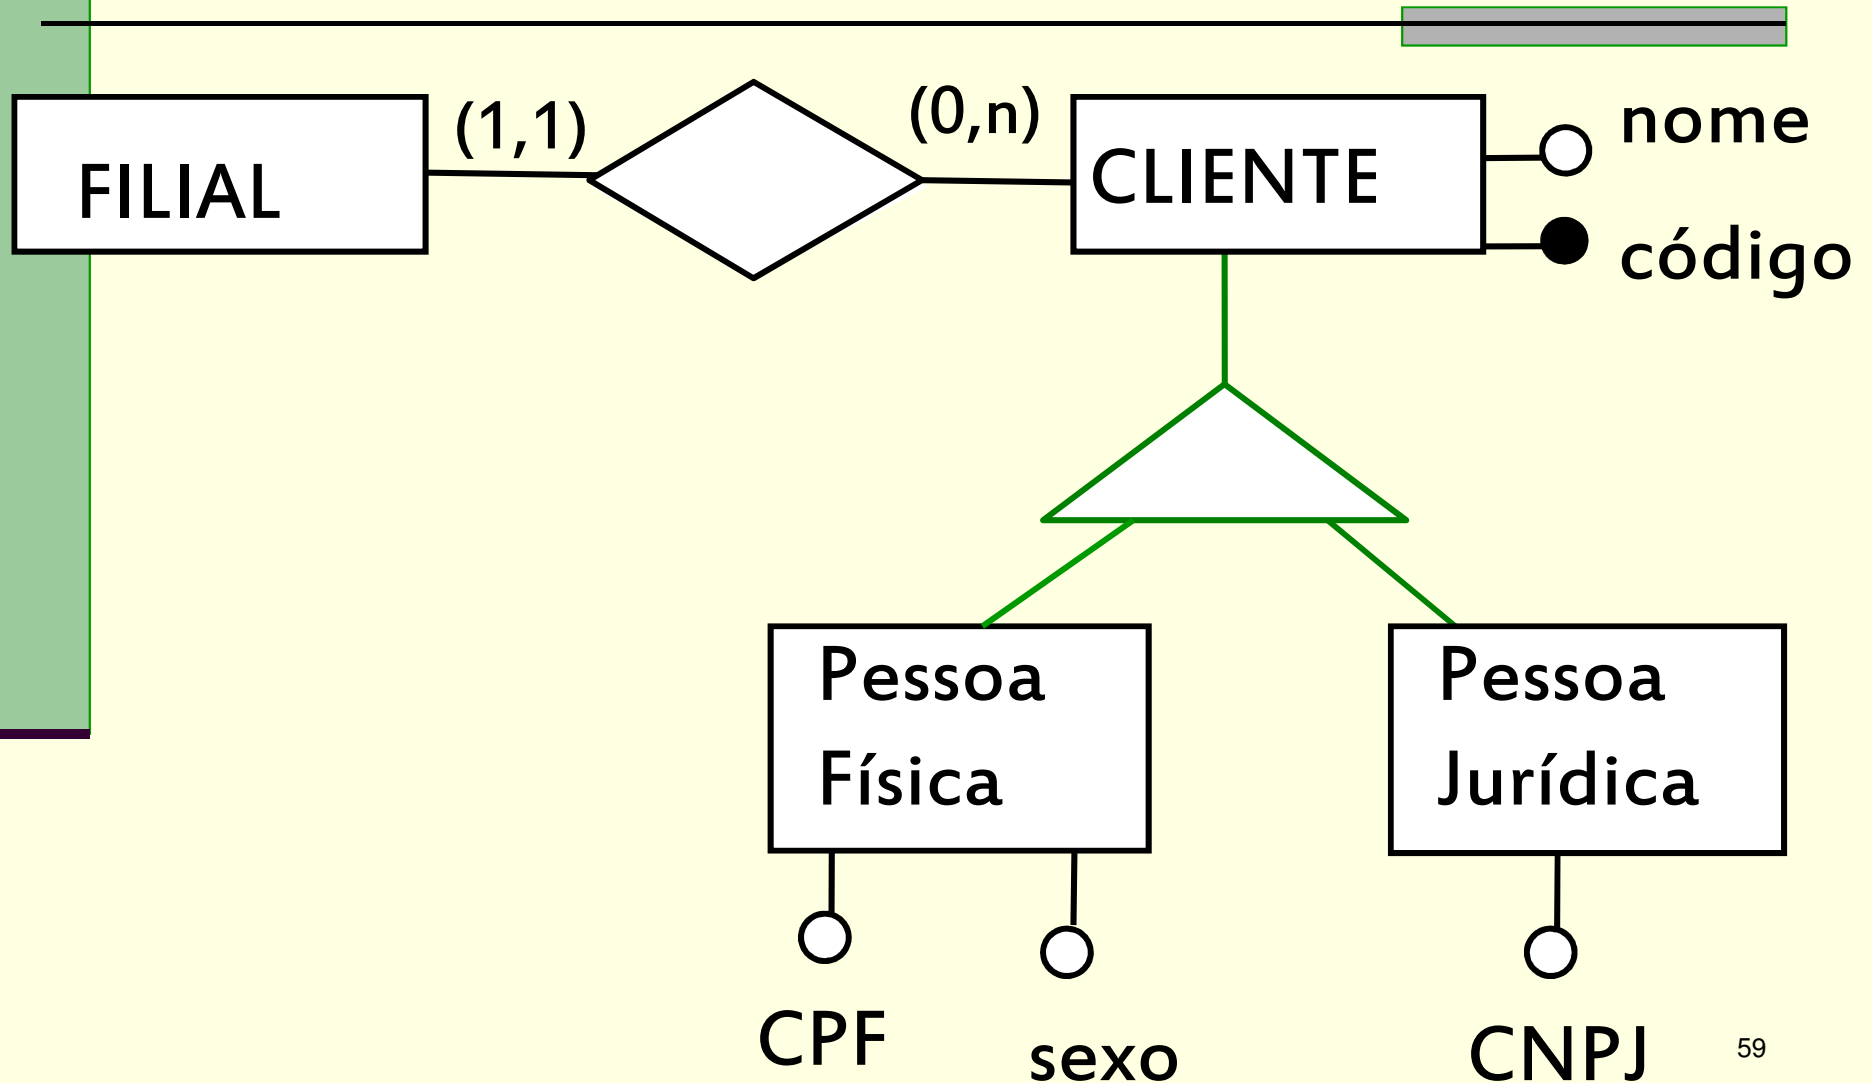 (1,1)
(0,n)
nome
FILIAL
CLIENTE
código
Pessoa
Física
Pessoa
Jurídica
CPF
sexo
CNPJ
59